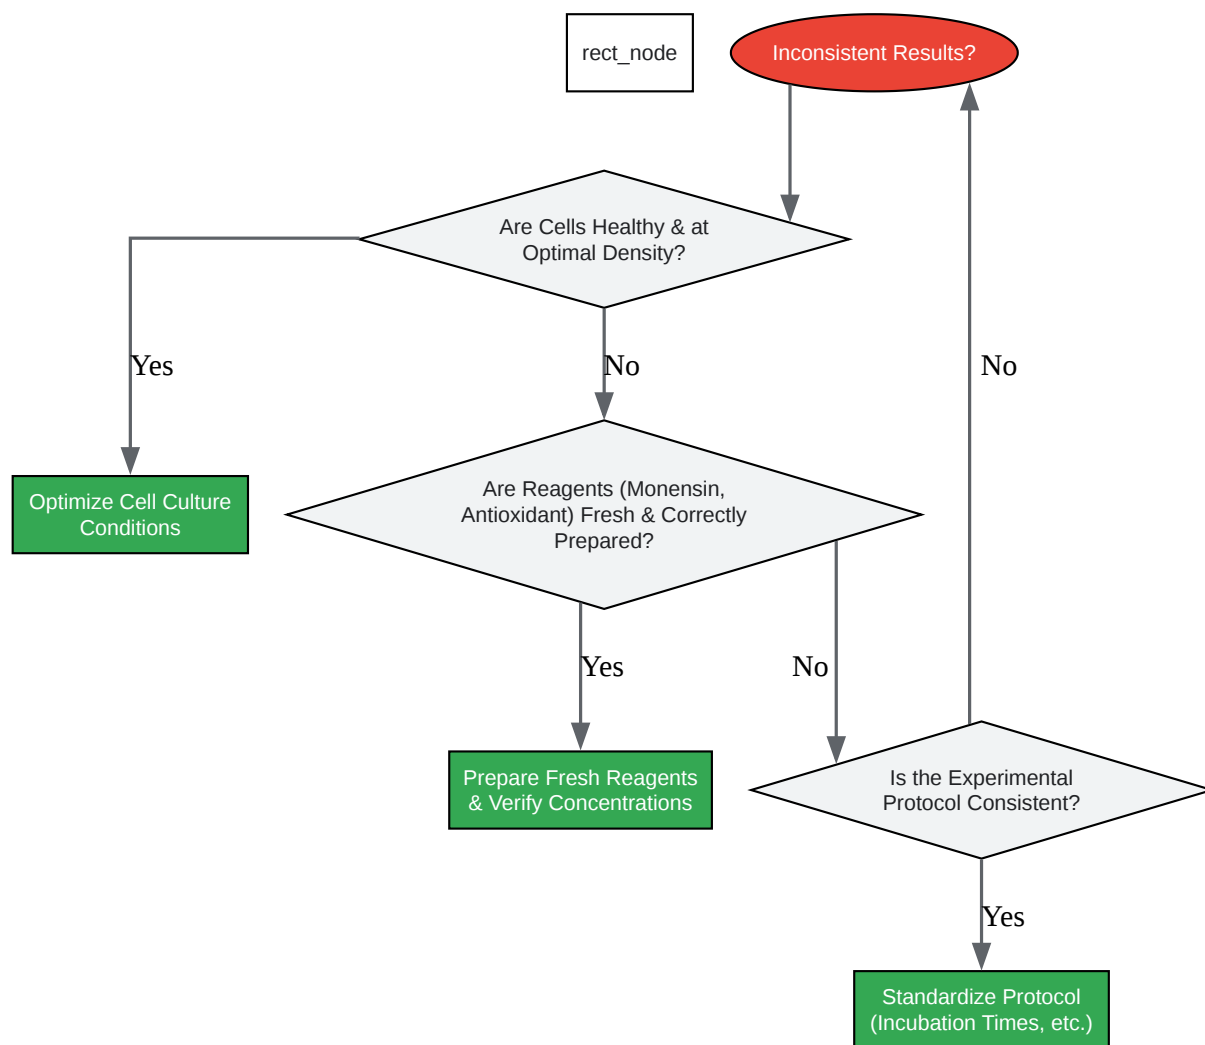 rect_node
Inconsistent Results?
Are Cells Healthy & at
Optimal Density?
Yes
No
No
Optimize Cell Culture
Conditions
Are Reagents (Monensin,
Antioxidant) Fresh & Correctly
Prepared?
Yes
No
Prepare Fresh Reagents
& Verify Concentrations
Is the Experimental
Protocol Consistent?
Yes
Standardize Protocol
(Incubation Times, etc.)